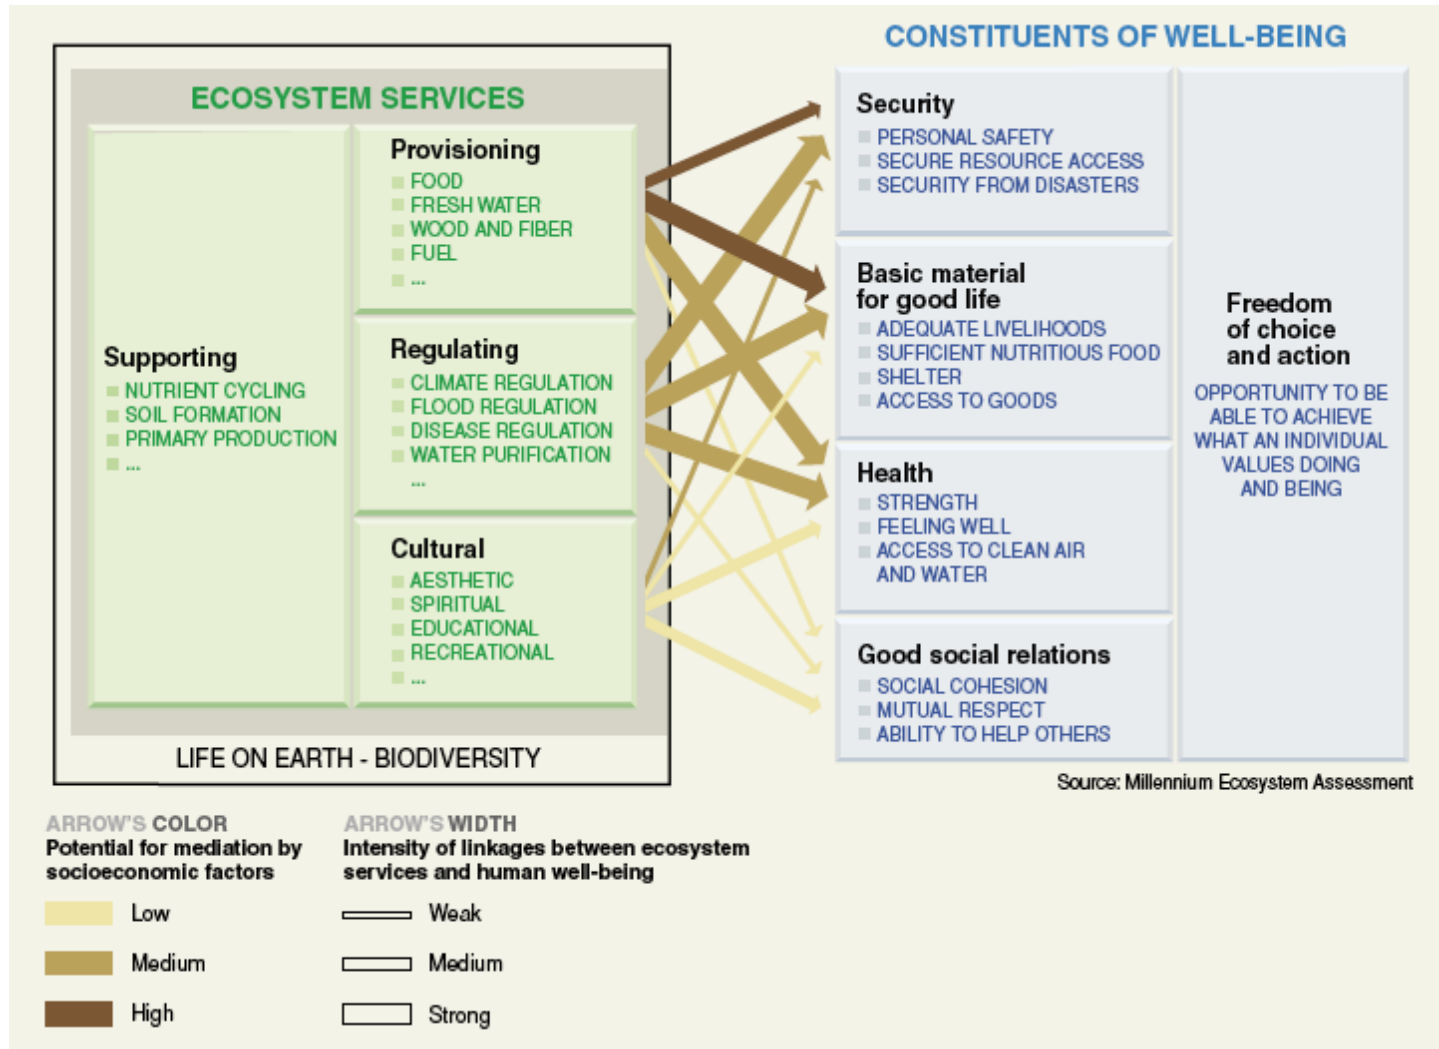 CONSTITUENTS OF WELL-BEING
ECOSYSTEM SERVICES
Supporting
NUTRIENT CYCLING
SOIL FORMATION
PRIMARY PRODUCTION
...
Provisioning
FOOD
FRESH WATER
WOOD AND FIBER
FUEL
...
Regulating
CLIMATE REGULATION
FLOOD REGULATION
DISEASE REGULATION
WATER PURIFICATION
...
Cultural
AESTHETIC
SPIRITUAL
EDUCATIONAL
RECREATIONAL
...
LIFE ON EARTH - BIODIVERSITY
Security
PERSONAL SAFETY
SECURE RESOURCE ACCESS
SECURITY FROM DISASTERS
Basic material
for good life
ADEQUATE LIVELIHOODS
SUFFICIENT NUTRITIOUS FOOD
SHELTER
ACCESS TO GOODS
Health
STRENGTH
FEELING WELL
ACCESS TO CLEAN AIR
AND WATER
Good social relations
SOCIAL COHESION
MUTUAL RESPECT
ABILITY TO HELP OTHERS
Freedom
of choice
and action
OPPORTUNITY TO BE
ABLE TO ACHIEVE
WHAT AN INDIVIDUAL
VALUES DOING
AND BEING
Source: Millennium Ecosystem Assessment
ARROW'S COLOR
Potential for mediation by
socioeconomic factors
Low
Medium
High
ARROW'S WIDTH
Intensity of linkages between ecosystem
services and human well-being
Weak
Medium
Strong